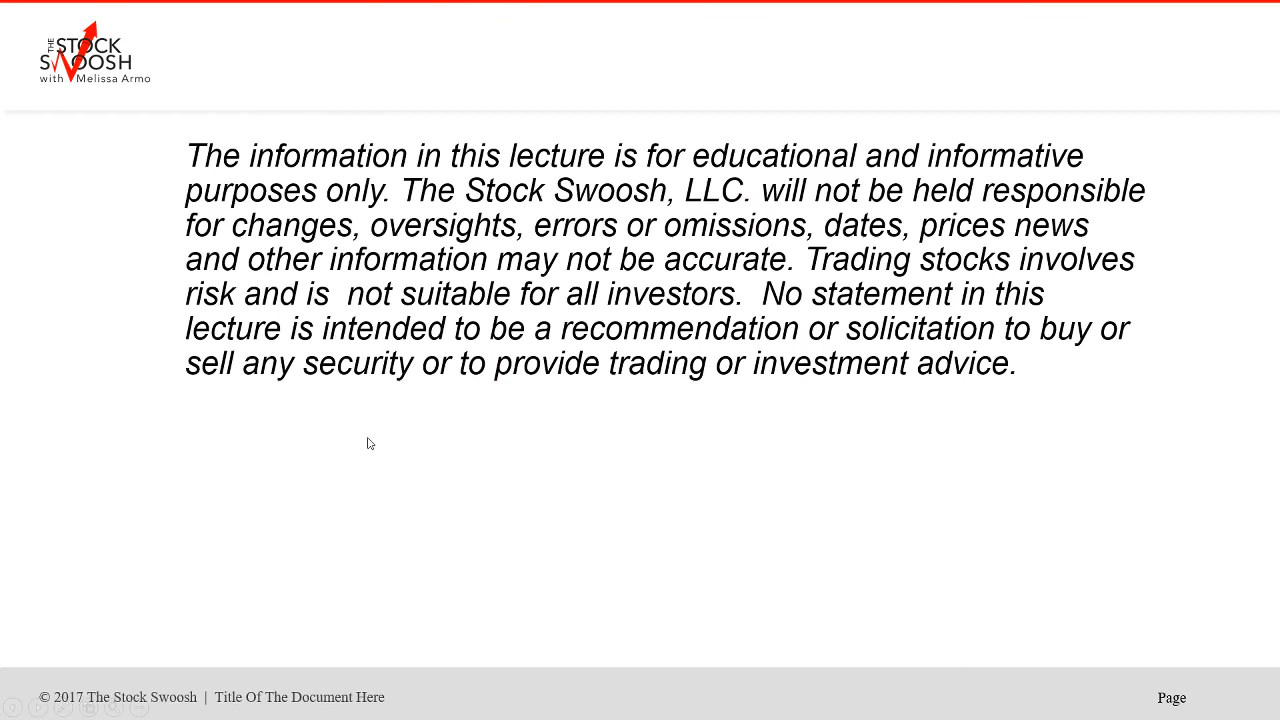 THE STOCK
SWOOSH
with Melissa Armo
The information in this lecture is for educational and informative
purposes only. The Stock Swoosh, LLC. will not be held responsible
for changes, oversights, errors or omissions, dates, prices news
and other information may not be accurate. Trading stocks involves
risk and is  not suitable for all investors.  No statement in this
lecture is intended to be a recommendation or solicitation to buy or
sell any security or to provide trading or investment advice.
© 2017 The Stock Swoosh | Title Of The Document Here
Page